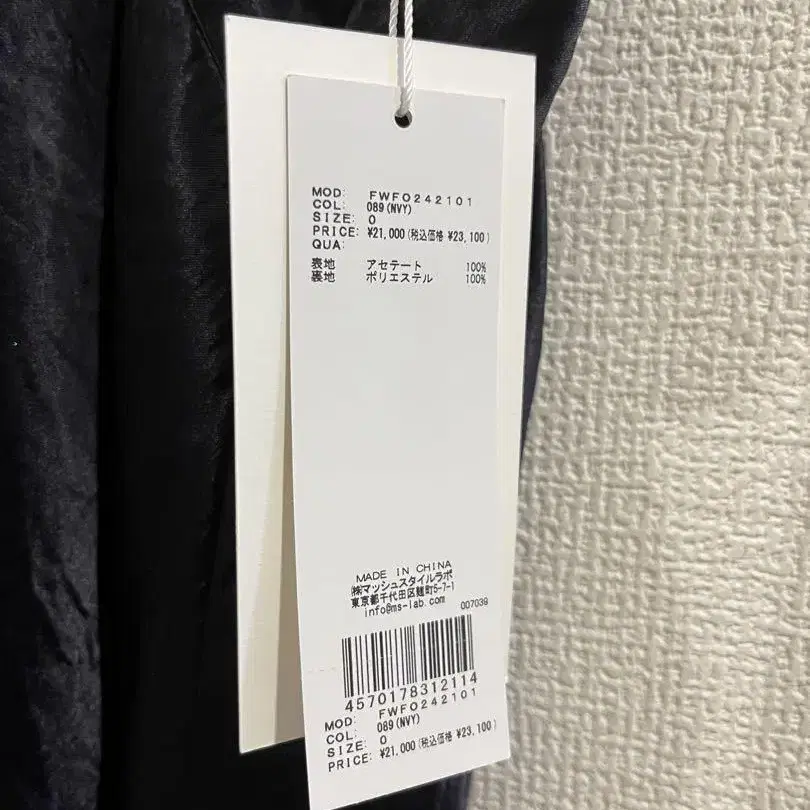 MOD: FWFO242101
COL: 089(NVY)
SIZE: 0
PRICE: ¥21,000(税込価格 ¥23,100)
QUA:
表地 アセテート 100%
裏地 ポリエステル 100%
MADE IN CHINA
㈱マッシュスタイルラボ
東京都千代田区麹町5-7-1
info@ms-lab.com 007039
4570178312114
MOD: FWFO242101
COL: 089(NVY)
SIZE: 0
PRICE: ¥21,000(税込価格 ¥23,100)